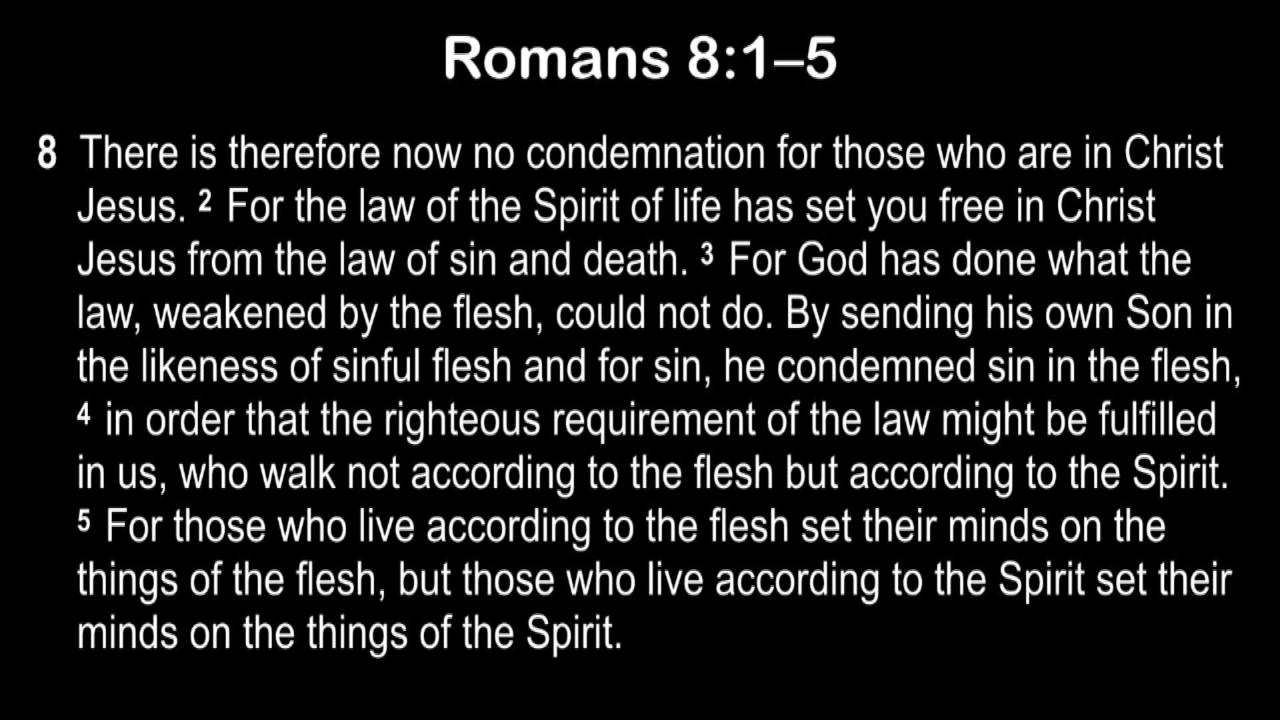 Romans 8:1–5
8 There is therefore now no condemnation for those who are in Christ
Jesus. 2 For the law of the Spirit of life has set you free in Christ
Jesus from the law of sin and death. 3 For God has done what the
law, weakened by the flesh, could not do. By sending his own Son in
the likeness of sinful flesh and for sin, he condemned sin in the flesh,
4 in order that the righteous requirement of the law might be fulfilled
in us, who walk not according to the flesh but according to the Spirit.
5 For those who live according to the flesh set their minds on the
things of the flesh, but those who live according to the Spirit set their
minds on the things of the Spirit.